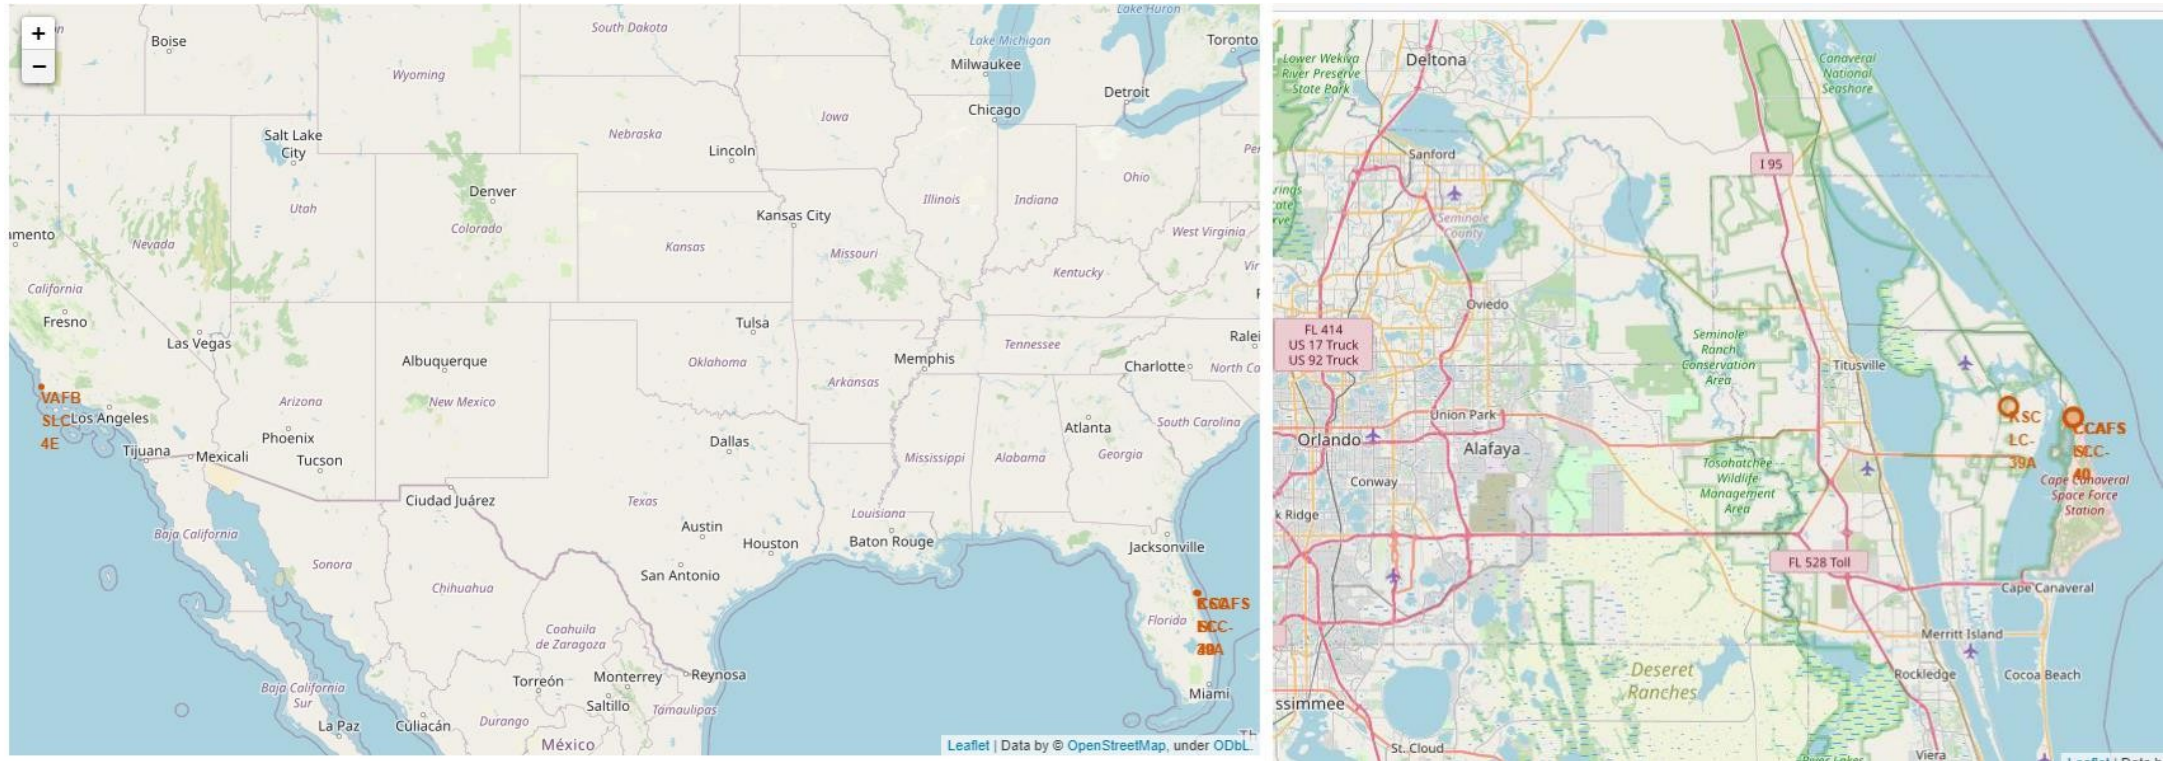 +
−
Boise
South Dakota
Lake Huron
Lake Michigan
Toronto
Milwaukee
Wyoming
Detroit
Chicago
Iowa
Nebraska
Salt Lake
City
Lincoln
Denver
Ohio
Utah
Illinois
Indiana
Kansas City
Colorado
amento
Nevada
Kansas
Missouri
West Virginia
Kentucky
California
Fresno
Las Vegas
Tulsa
Tennessee
Albuquerque
Oklahoma
Memphis
Charlotte
Arkansas
VAFB
SLC-
4E
Los Angeles
Arizona
New Mexico
South Carolina
Phoenix
Dallas
Atlanta
Tijuana
Mexicali
Tucson
Mississippi
Alabama
Georgia
Ciudad Juárez
Texas
Louisiana
Austin
Baja California
Houston
Baton Rouge
Jacksonville
Sonora
San Antonio
Chihuahua
Florida
Coahuila
de Zaragoza
Torreón
Monterrey
Reynosa
Baja California
Sur
Saltillo
Miami
La Paz
Culiacán
Durango
Tamaulipas
México
Leaflet | Data by © OpenStreetMap, under ODbL.
Lower Wekiva
River Preserve
State Park
Deltona
Canaveral
National
Seashore
Sanford
I 95
Seminole
County
Oviedo
FL 414
US 17 Truck
US 92 Truck
Seminole
Ranch
Conservation
Area
Titusville
KSC
LC-
39A
CCAFS
Union Park
Orlando
Alafaya
Tosohatchee
Wildlife
Management
Area
Conway
Cape Canaveral
Space Force
Station
k Ridge
FL 528 Toll
Cape Canaveral
Merritt Island
Deseret
Ranches
Rockledge
Cocoa Beach
ssimmee
St. Cloud
Viera